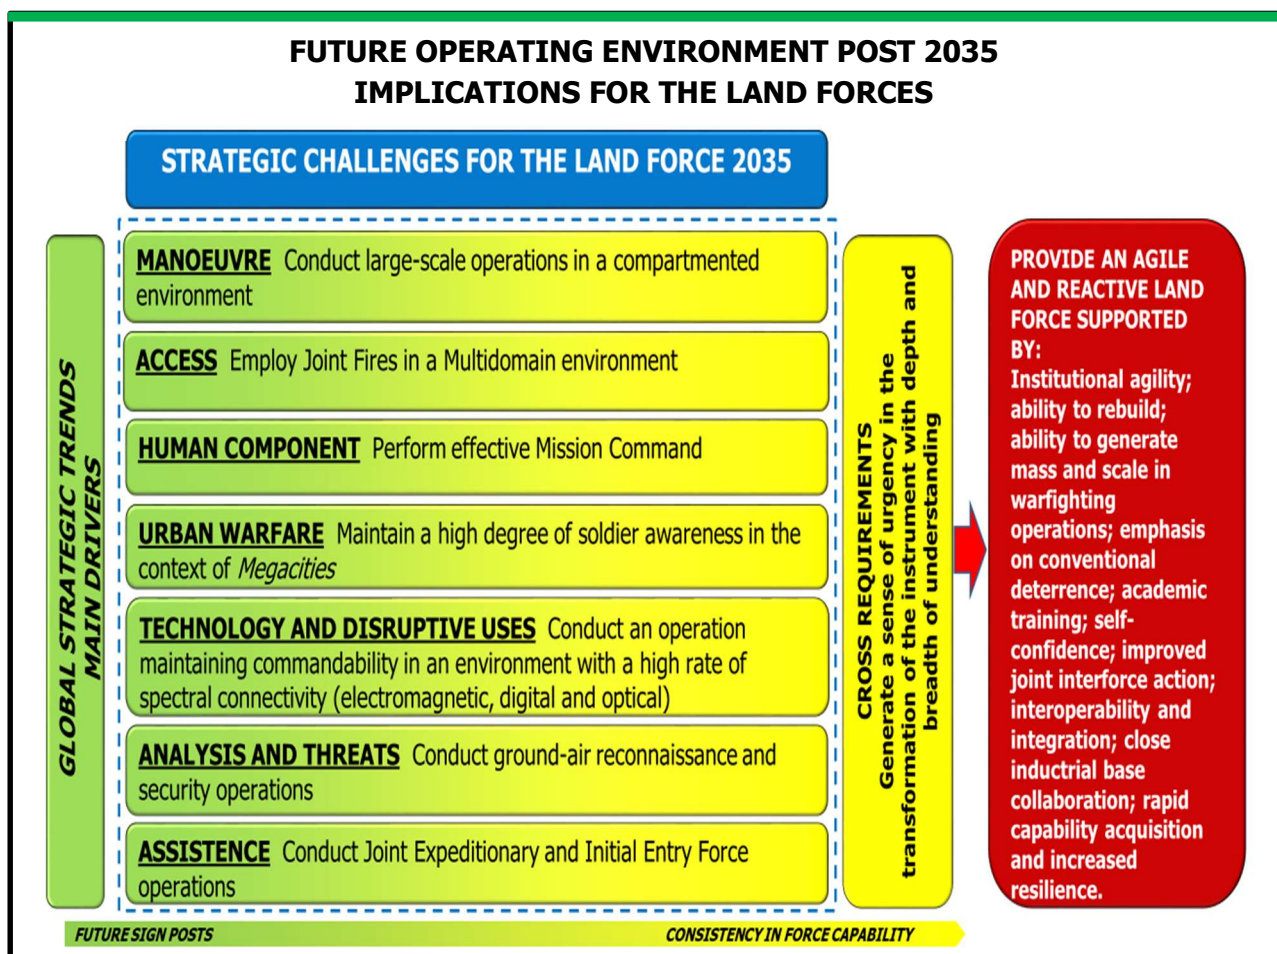 FUTURE OPERATING ENVIRONMENT POST 2035
IMPLICATIONS FOR THE LAND FORCES
STRATEGIC CHALLENGES FOR THE LAND FORCE 2035
GLOBAL STRATEGIC TRENDS
MAIN DRIVERS
MANOEUVRE Conduct large-scale operations in a compartmented
environment
ACCESS Employ Joint Fires in a Multidomain environment
HUMAN COMPONENT Perform effective Mission Command
URBAN WARFARE Maintain a high degree of soldier awareness in the
context of Megacities
TECHNOLOGY AND DISRUPTIVE USES Conduct an operation
maintaining commandability in an environment with a high rate of
spectral connectivity (electromagnetic, digital and optical)
ANALYSIS AND THREATS Conduct ground-air reconnaissance and
security operations
ASSISTENCE Conduct Joint Expeditionary and Initial Entry Force
operations
CROSS REQUIREMENTS
Generate a sense of urgency in the
transformation of the instrument with depth and
breadth of understanding
PROVIDE AN AGILE
AND REACTIVE LAND
FORCE SUPPORTED
BY:
Institutional agility;
ability to rebuild;
ability to generate
mass and scale in
warfighting
operations; emphasis
on conventional
deterrence; academic
training; self-
confidence; improved
joint interforce action;
interoperability and
integration; close
inductrial base
collaboration; rapid
capability acquisition
and increased
resilience.
FUTURE SIGN POSTS
CONSISTENCY IN FORCE CAPABILITY